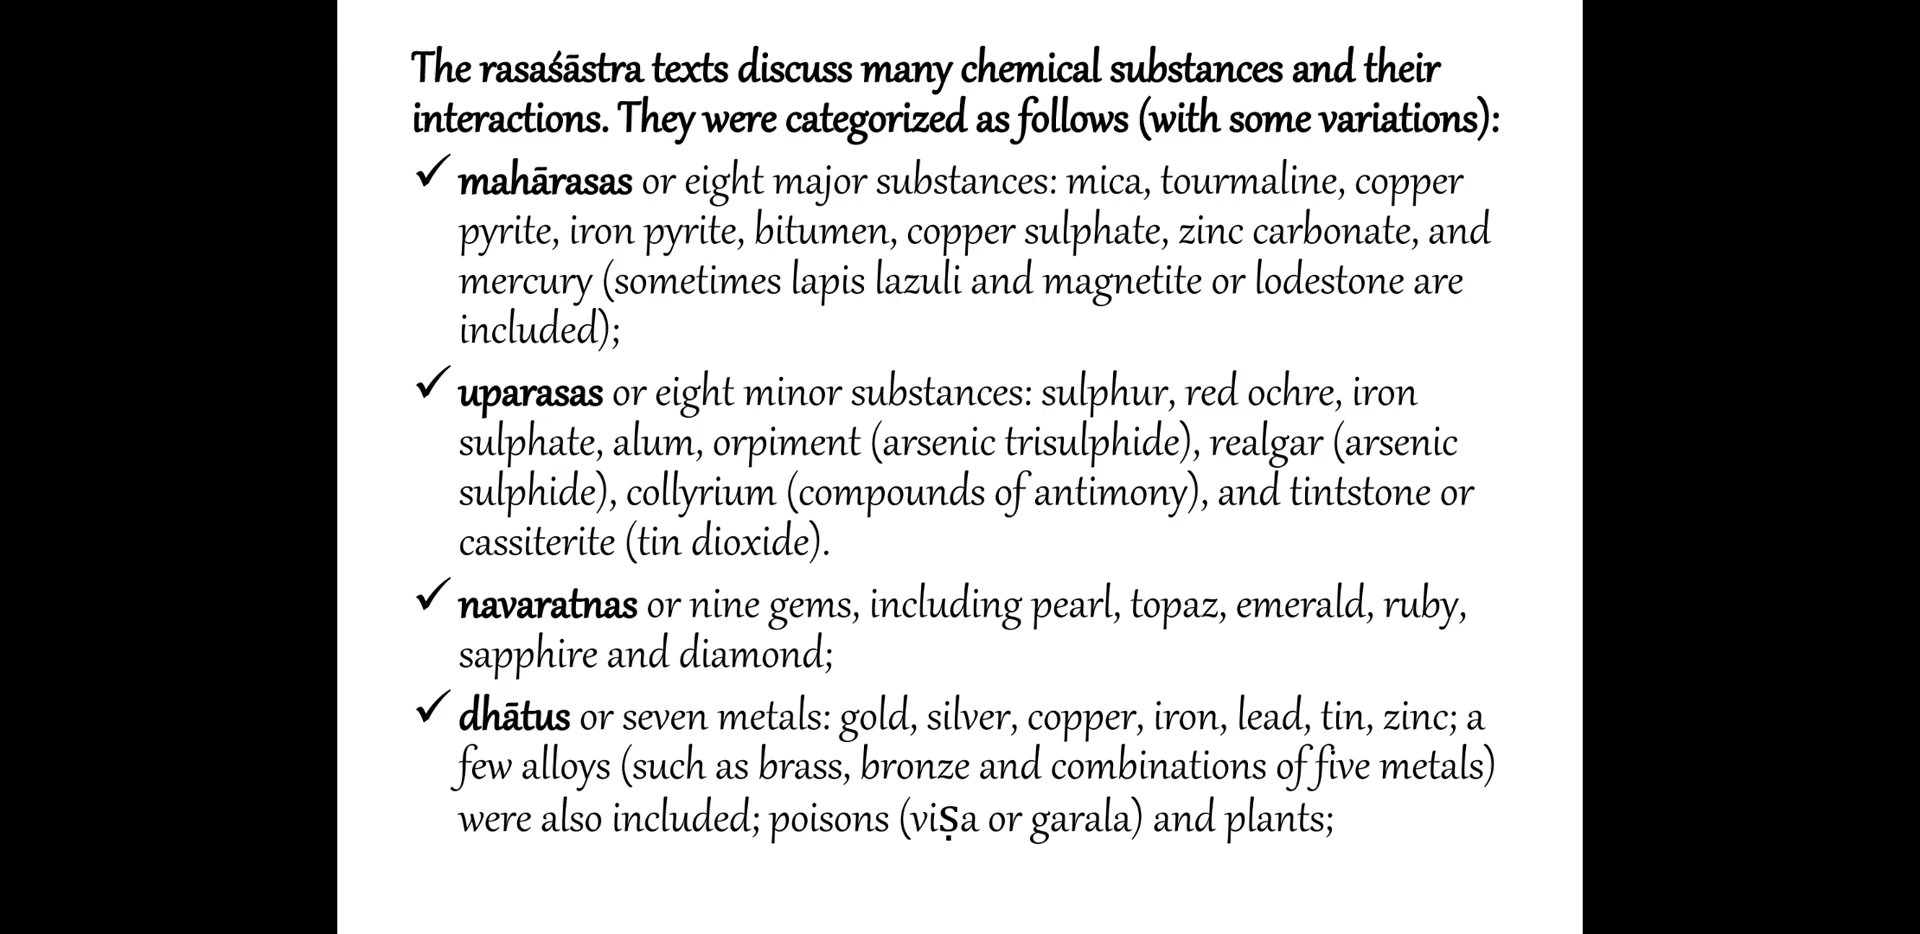 The rasaśāstra texts discuss many chemical substances and their
interactions. They were categorized as follows (with some variations):
✓ mahārasas or eight major substances: mica, tourmaline, copper
pyrite, iron pyrite, bitumen, copper sulphate, zinc carbonate, and
mercury (sometimes lapis lazuli and magnetite or lodestone are
included);
✓ uparasas or eight minor substances: sulphur, red ochre, iron
sulphate, alum, orpiment (arsenic trisulphide), realgar (arsenic
sulphide), collyrium (compounds of antimony), and tintstone or
cassiterite (tin dioxide).
✓ navaratnas or nine gems, including pearl, topaz, emerald, ruby,
sapphire and diamond;
✓ dhātus or seven metals: gold, silver, copper, iron, lead, tin, zinc; a
few alloys (such as brass, bronze and combinations of five metals)
were also included; poisons (viṣa or garala) and plants;